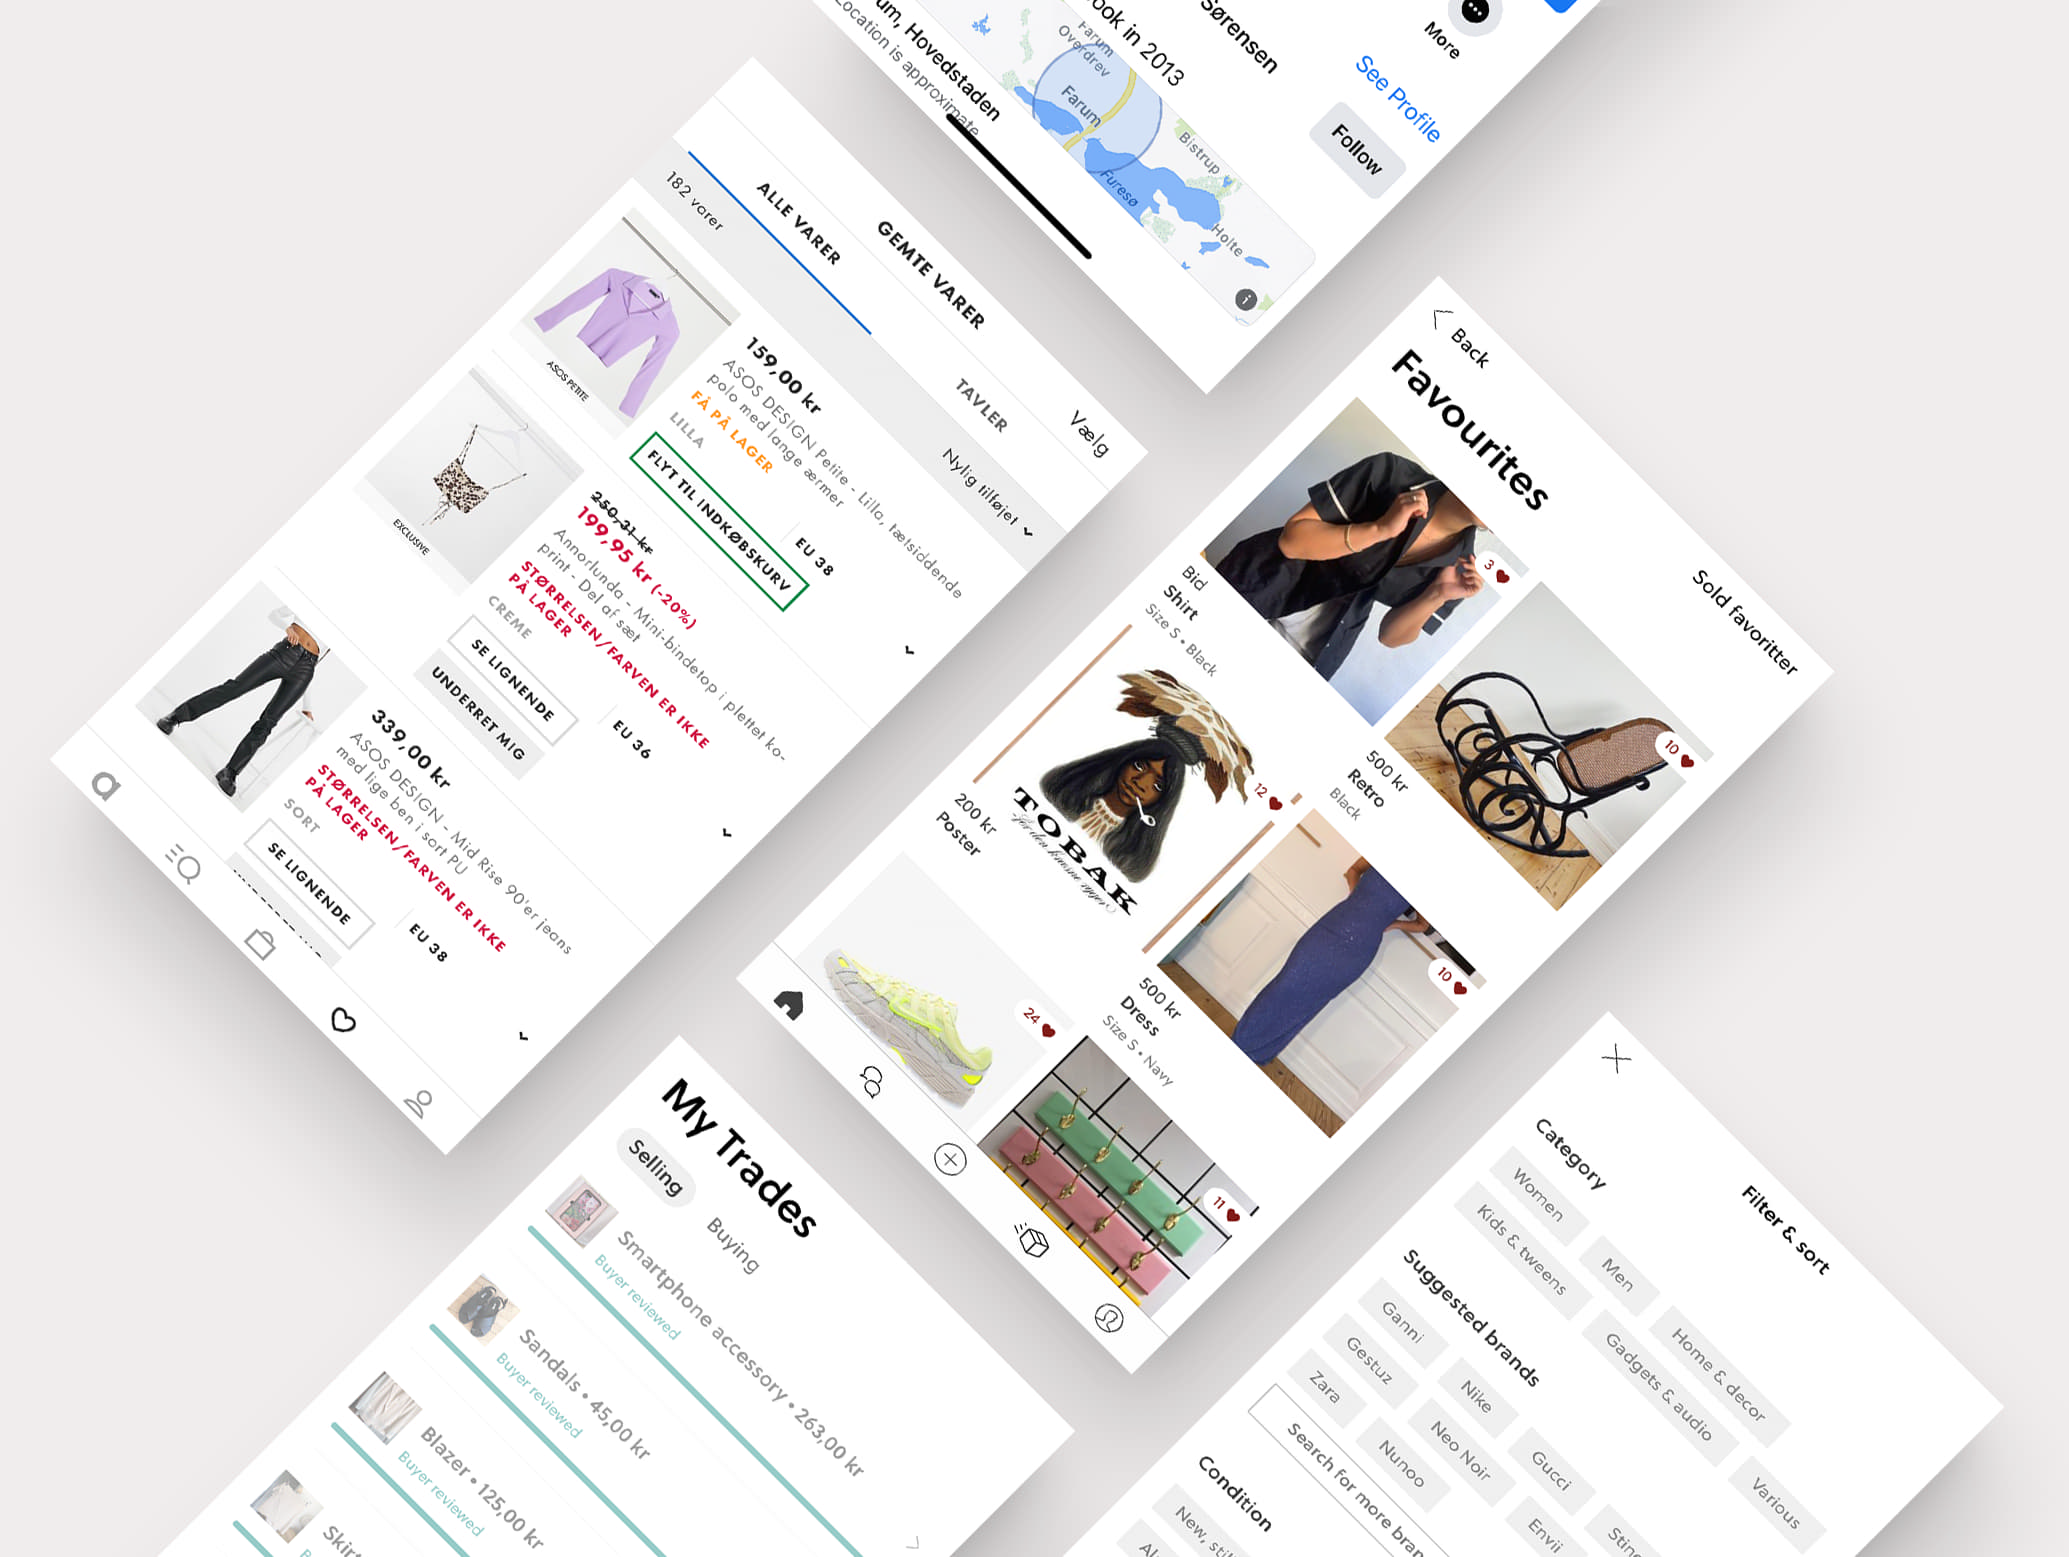 Sørensen
ook in 2013
More
See Profile
Follow
um, Hovedstaden
Location is approximate
Farum
Overdrev
Farum
Bistrup
Furesø
Holte
ALLE VARER
GEMTE VARER
TAVLER
Vælg
182 varer
Nylig tilføjet
ASOS PETITE
159,00 kr
ASOS DESIGN Petite - Lilla, tætsiddende
polo med lange ærmer
FÅ PÅ LAGER
LILLA
EU 38
FLYT TIL INDKØBSKURV
EXCLUSIVE
250,31 kr
199,95 kr (-20%)
Annorlunda - Mini-bindetop i plettet ko-
print - Del af sæt
STØRRELSEN/FARVEN ER IKKE
PÅ LAGER
CREME
EU 36
SE LIGNENDE
UNDERRET MIG
339,00 kr
ASOS DESIGN - Mid Rise 90'er jeans
med lige ben i sort PU
STØRRELSEN/FARVEN ER IKKE
PÅ LAGER
SORT
EU 38
SE LIGNENDE
a
Back
Favourites
Sold favoritter
3
Bid
Shirt
Size S • Black
10
500 kr
Retro
Black
TOBAK
12
200 kr
Poster
10
500 kr
Dress
Size S • Navy
24
11
My Trades
Selling
Buying
Smartphone accessory • 263,00 kr
Buyer reviewed
Sandals • 45,00 kr
Buyer reviewed
Blazer • 125,00 kr
Buyer reviewed
Skirt
Filter & sort
Category
Women
Men
Home & decor
Kids & tweens
Gadgets & audio
Various
Suggested brands
Ganni
Nike
Gucci
Gestuz
Neo Noir
Envii
Zara
Nunoo
Search for more bran
Condition
New, sti